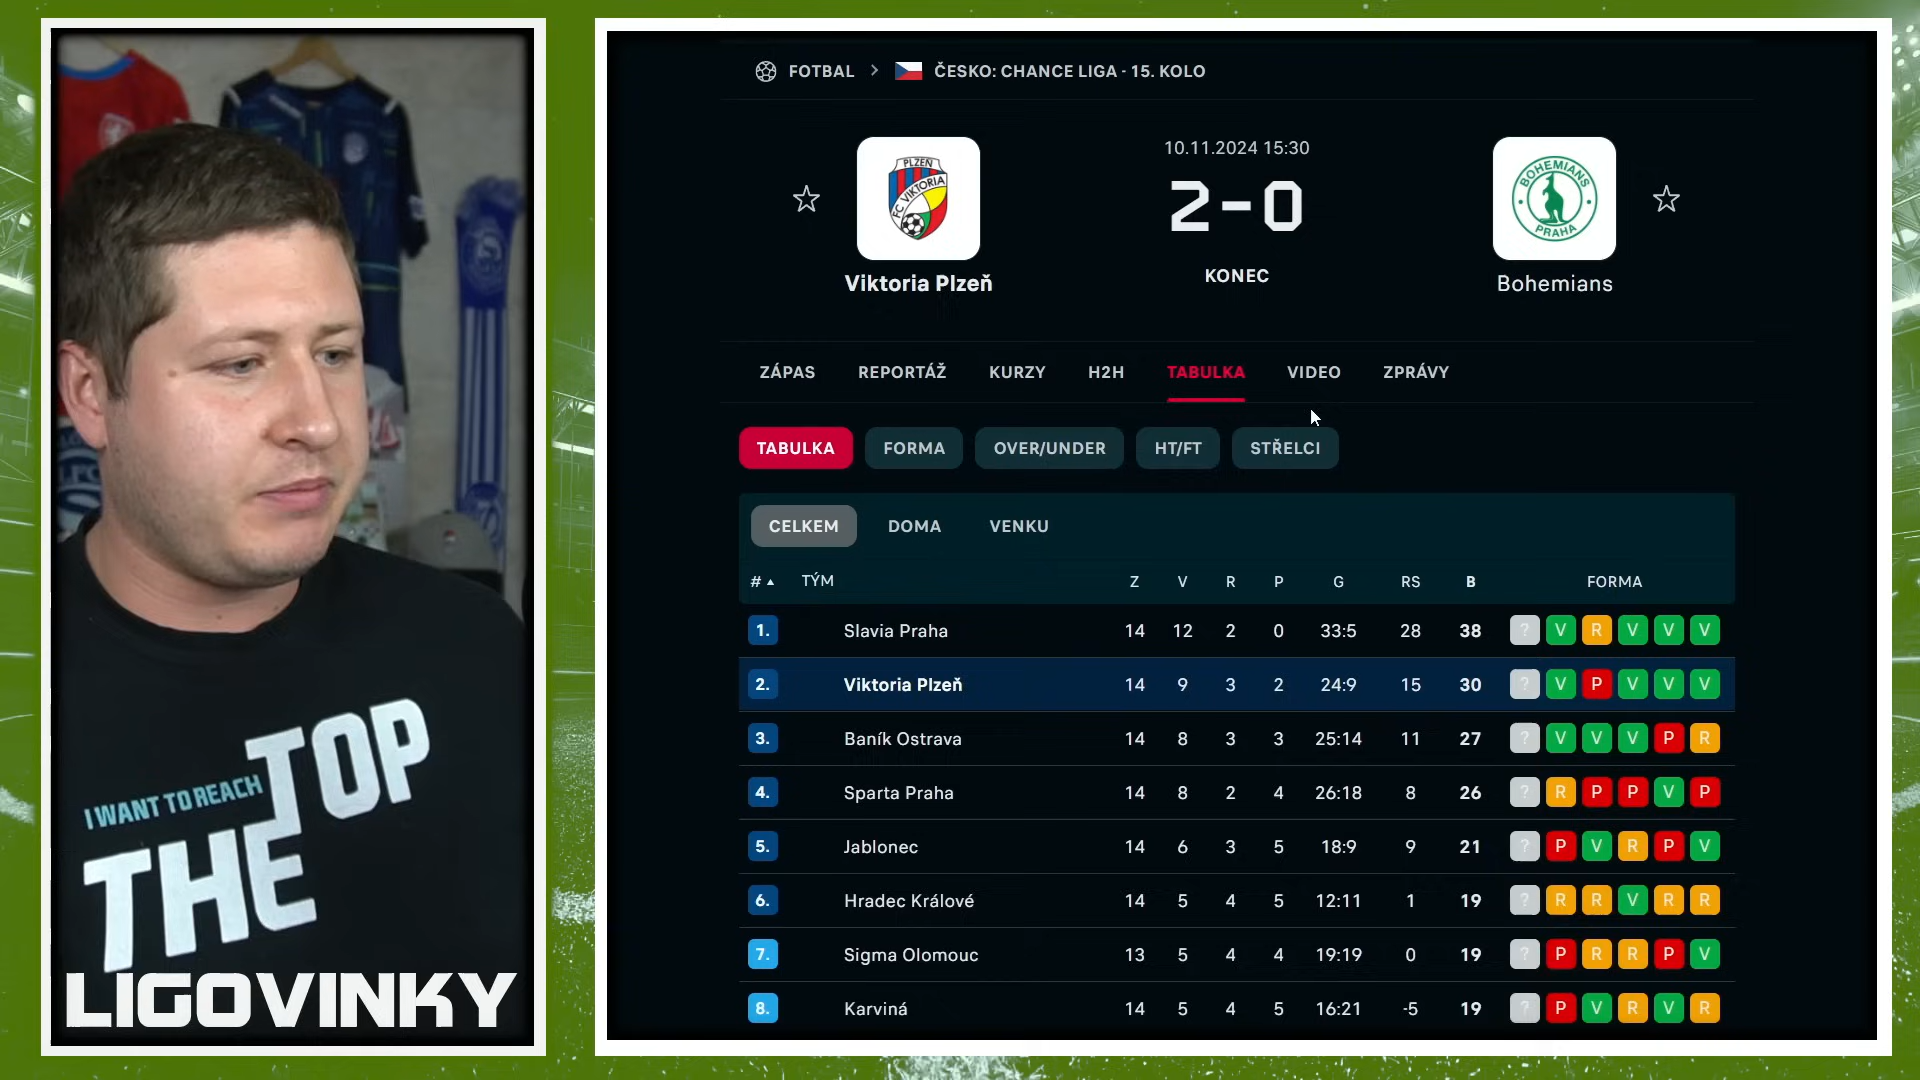 I WANT TO REACH
THE TOP
LIGOVINKY
FOTBAL > ČESKO: CHANCE LIGA · 15. KOLO
PLZEŇ
FC VIKTORIA
10.11.2024 15:30
2-0
KONEC
BOHEMIANS
PRAHA
Viktoria Plzeň
Bohemians
ZÁPAS REPORTÁŽ KURZY H2H TABULKA VIDEO ZPRÁVY
TABULKA FORMA OVER/UNDER HT/FT STŘELCI
CELKEM DOMA VENKU
# TÝM Z V R P G RS B FORMA
1. Slavia Praha 14 12 2 0 33:5 28 38 ? V R V V V
2. Viktoria Plzeň 14 9 3 2 24:9 15 30 ? V P V V V
3. Baník Ostrava 14 8 3 3 25:14 11 27 ? V V V P R
4. Sparta Praha 14 8 2 4 26:18 8 26 ? R P P V P
5. Jablonec 14 6 3 5 18:9 9 21 ? P V R P V
6. Hradec Králové 14 5 4 5 12:11 1 19 ? R R V R R
7. Sigma Olomouc 13 5 4 4 19:19 0 19 ? P R R P V
8. Karviná 14 5 4 5 16:21 -5 19 ? P V R V R